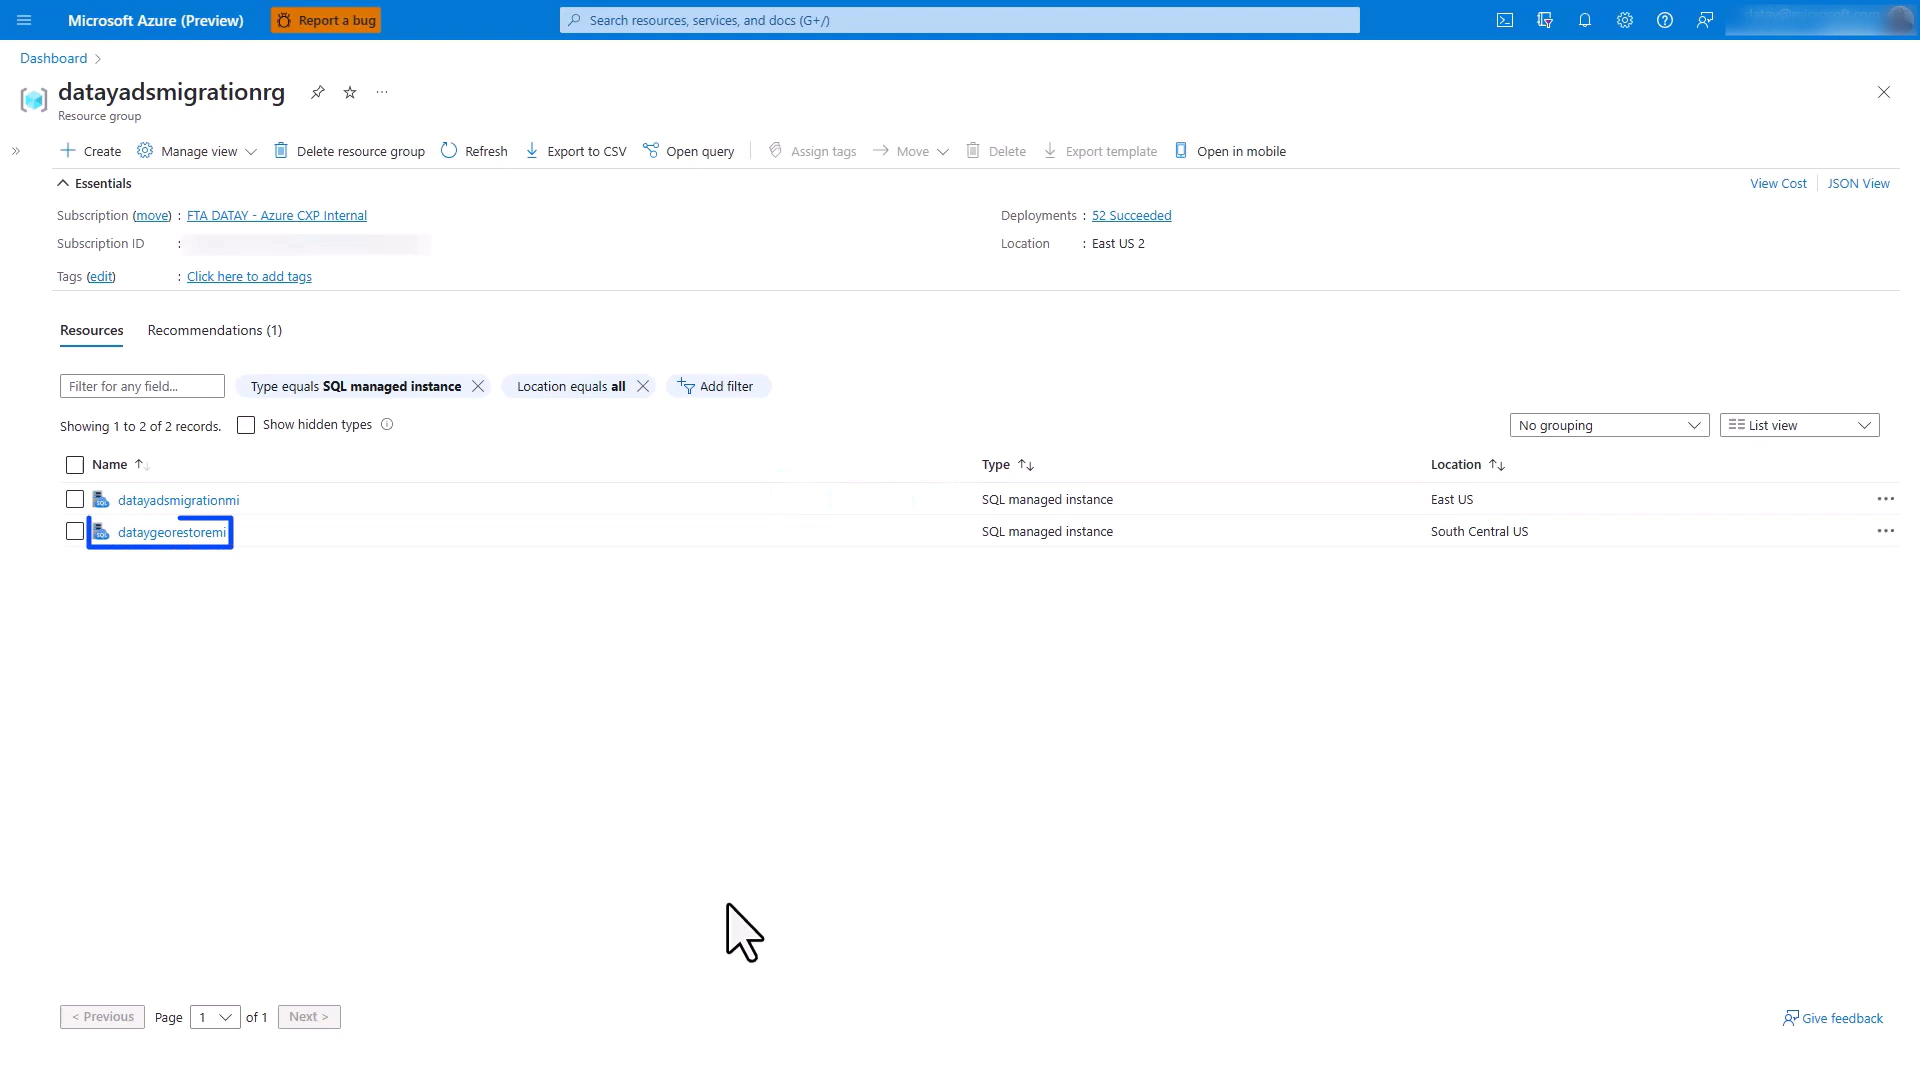 Microsoft Azure (Preview) Report a bug Search resources, services, and docs (G+/)
Dashboard >
datayadsmigrationrg ...
Resource group
Create Manage view Delete resource group Refresh Export to CSV Open query Assign tags Move Delete Export template Open in mobile
Essentials View Cost JSON View
Subscription (move) : FTA DATAY - Azure CXP Internal Deployments : 52 Succeeded
Subscription ID : Location : East US 2
Tags (edit) : Click here to add tags
Resources Recommendations (1)
Filter for any field... Type equals SQL managed instance Location equals all Add filter
Showing 1 to 2 of 2 records. Show hidden types No grouping List view
Name Type Location
datayadsmigrationmi SQL managed instance East US
dataygeorestoremi SQL managed instance South Central US
< Previous Page 1 of 1 Next > Give feedback